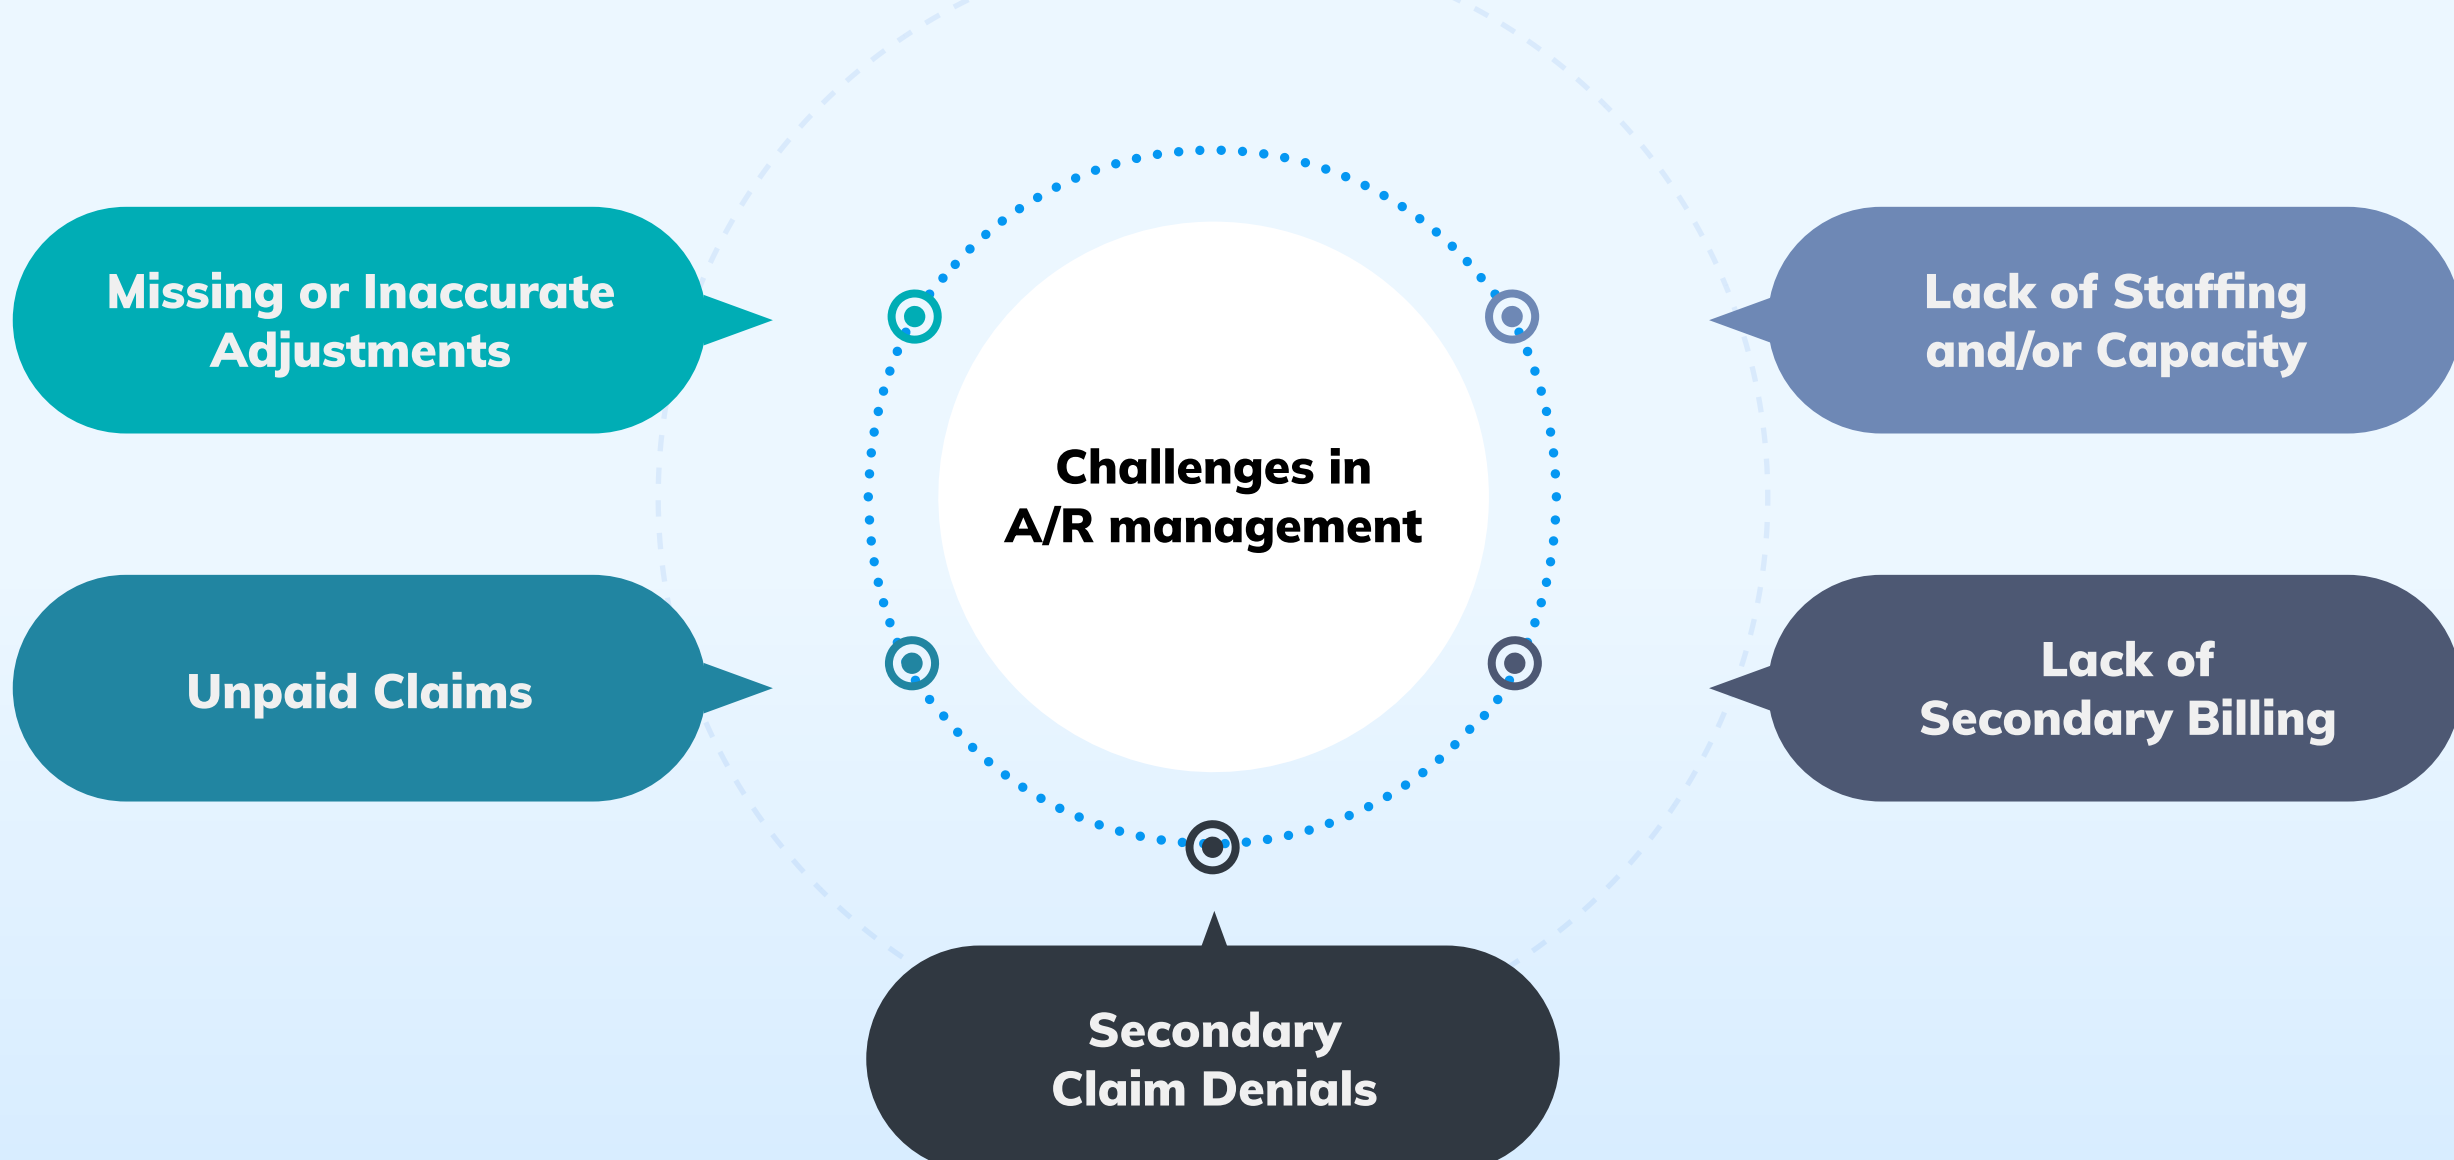 Missing or Inaccurate
Adjustments
Lack of Staffing
and/or Capacity
Challenges in
A/R management
Unpaid Claims
Lack of
Secondary Billing
Secondary
Claim Denials